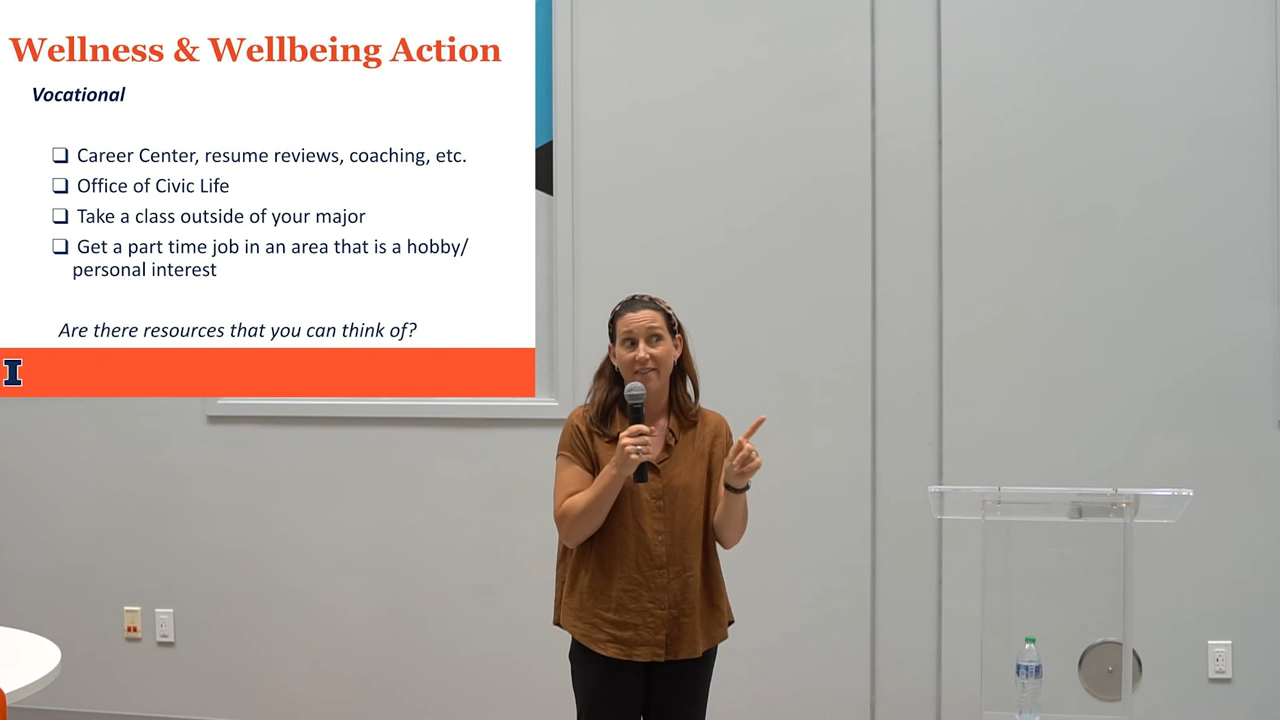 Wellness & Wellbeing Action
Vocational
❑ Career Center, resume reviews, coaching, etc.
❑ Office of Civic Life
❑ Take a class outside of your major
❑ Get a part time job in an area that is a hobby/
personal interest
Are there resources that you can think of?
I